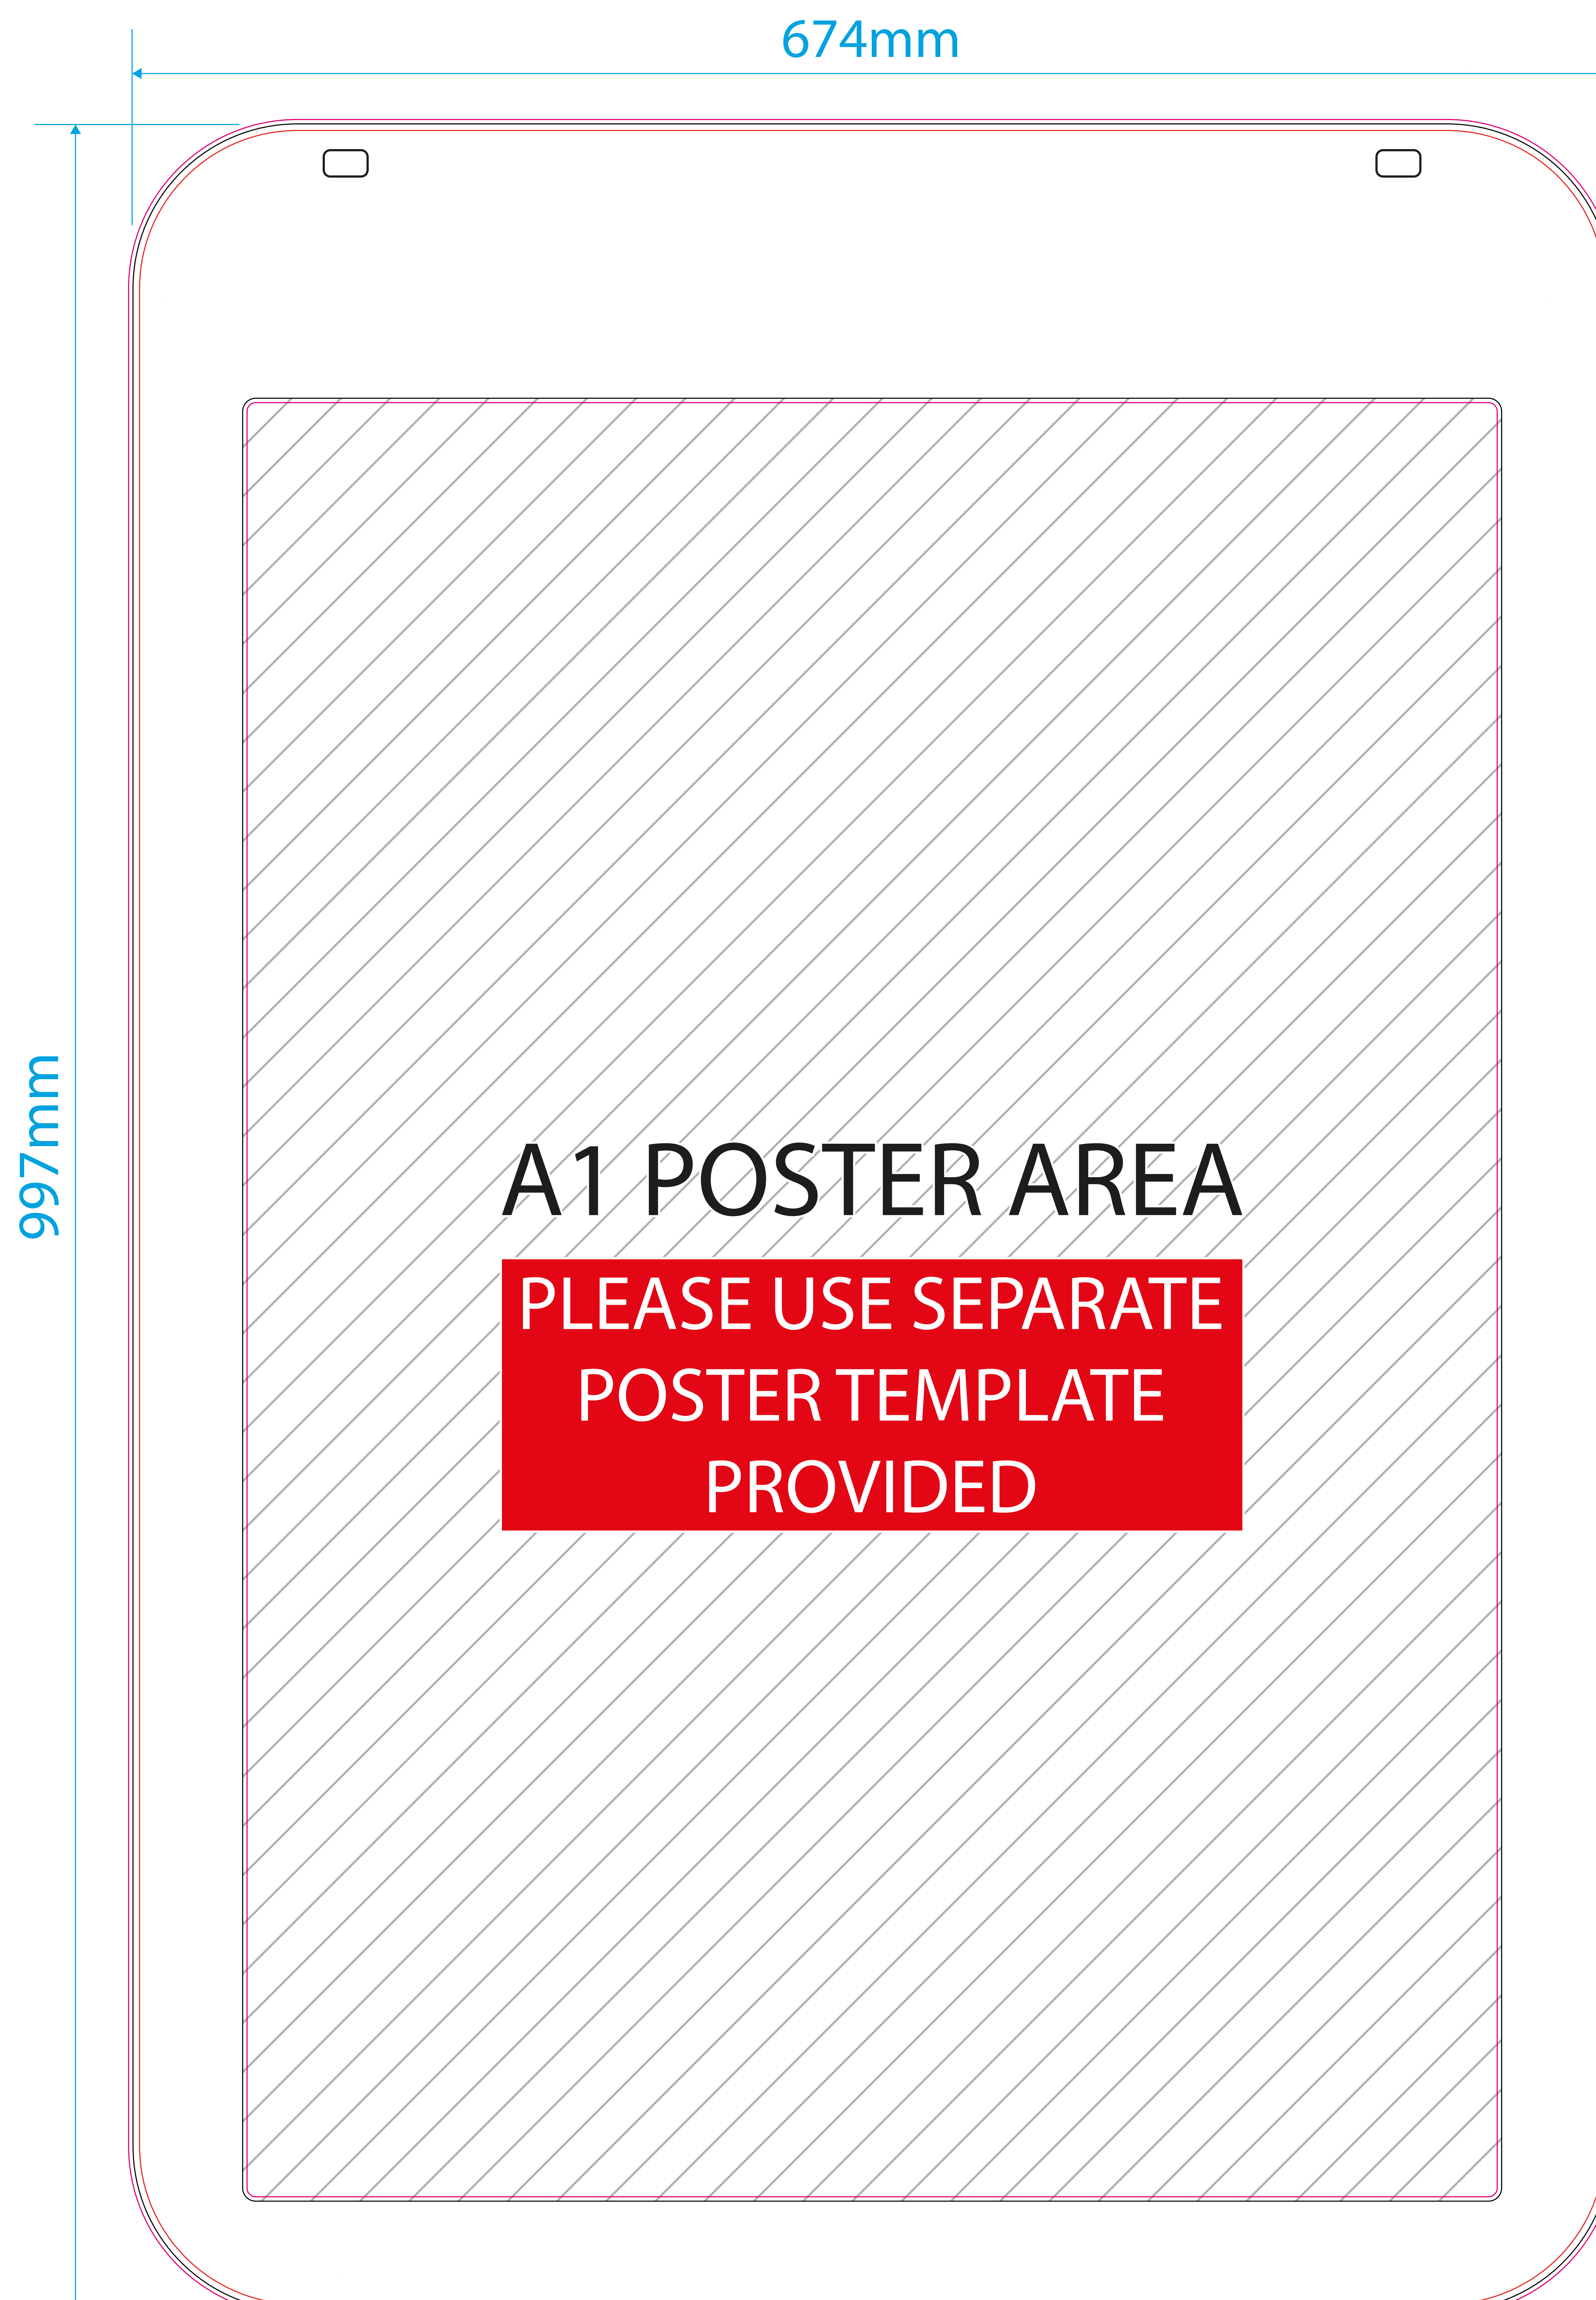 674mm
997mm
A1 POSTER AREA
PLEASE USE SEPARATE
POSTER TEMPLATE
PROVIDED